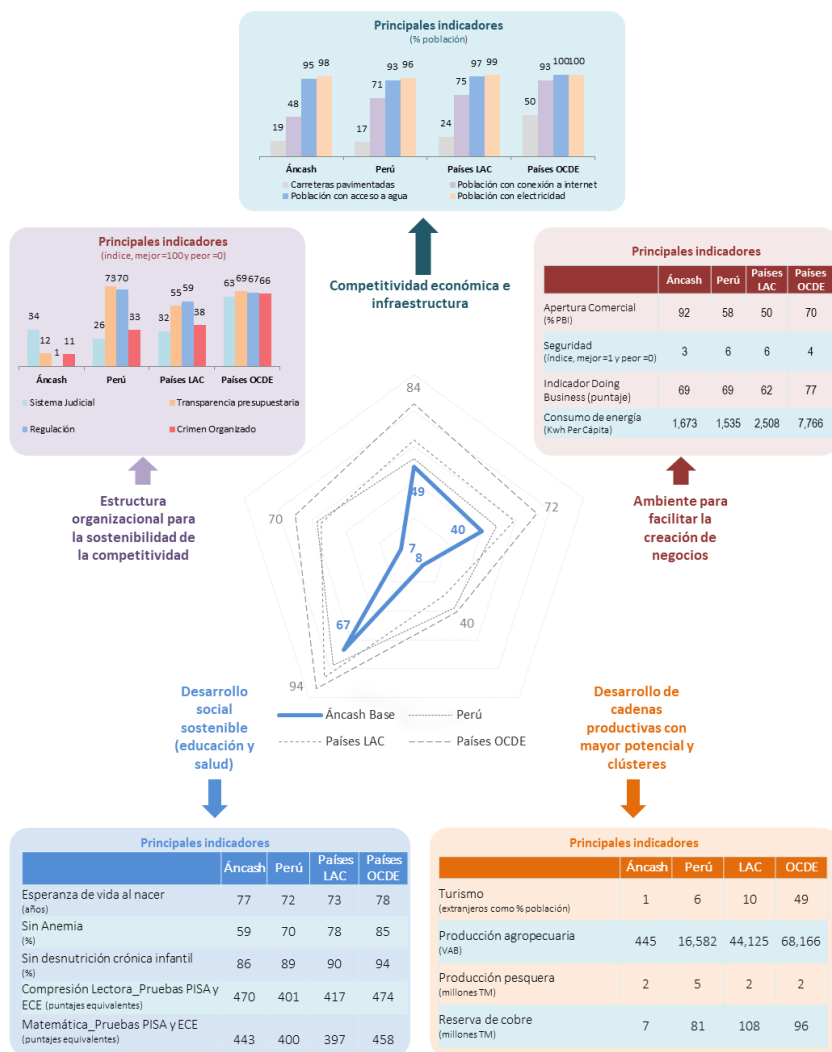 Principales indicadores
(% población)
95 98
93 96
97 99
93 100 100
48
71
75
50
19
17
24
Áncash Perú Países LAC Países OCDE
Carreteras pavimentadas Población con conexión a internet
Población con acceso a agua Población con electricidad
Principales indicadores
(índice, mejor =100 y peor =0)
34 12 1 11
26 73 70 33
32 55 59 38
63 69 67 66
Áncash Perú Países LAC Países OCDE
Sistema Judicial Transparencia presupuestaria
Regulación Crimen Organizado
Competitividad económica e
infraestructura
Principales indicadores
Áncash Perú Países LAC Países OCDE
Apertura Comercial
(% PBI)
92 58 50 70
Seguridad
(índice, mejor=1 y peor =0)
3 6 6 4
Indicador Doing
Business (puntaje)
69 69 62 77
Consumo de energía
(Kwh Per Cápita)
1,673 1,535 2,508 7,766
Estructura
organizacional para
la sostenibilidad de
la competitividad
Ambiente para
facilitar la
creación de
negocios
84
72
70
49
40
7
8
67
40
94
Áncash Base Perú
Países LAC Países OCDE
Desarrollo
social
sostenible
(educación y
salud)
Desarrollo de
cadenas
productivas con
mayor potencial y
clústeres
Principales indicadores
Áncash Perú Países LAC Países OCDE
Esperanza de vida al nacer
(años)
77 72 73 78
Sin Anemia
(%)
59 70 78 85
Sin desnutrición crónica infantil
(%)
86 89 90 94
Compresión Lectora_Pruebas PISA y
ECE (puntajes equivalentes)
470 401 417 474
Matemática_Pruebas PISA y ECE
(puntajes equivalentes)
443 400 397 458
Principales indicadores
Áncash Perú LAC OCDE
Turismo
(extranjeros como % población)
1 6 10 49
Producción agropecuaria
(VAB)
445 16,582 44,125 68,166
Producción pesquera
(millones TM)
2 5 2 2
Reserva de cobre
(millones TM)
7 81 108 96